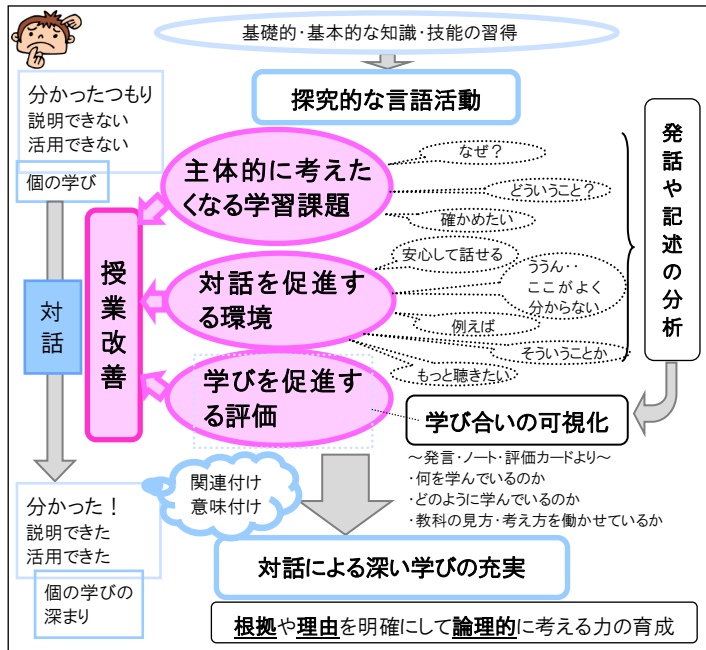 基礎的・基本的な知識・技能の習得
探究的な言語活動
分かったつもり
説明できない
活用できない
個の学び
主体的に考えた
くなる学習課題
なぜ？
どういうこと？
確かめたい
対話を促進す
る環境
安心して話せる
ううん‥
ここがよく
分からない
例えば
そういうことか
もっと聴きたい
学びを促進す
る評価
授業改善
対話
発話や記述の分析
学び合いの可視化
～発言・ノート・評価カードより～
・何を学んでいるのか
・どのように学んでいるのか
・教科の見方・考え方を働かせているか
関連付け
意味付け
分かった！
説明できた
活用できた
個の学びの
深まり
対話による深い学びの充実
根拠や理由を明確にして論理的に考える力の育成